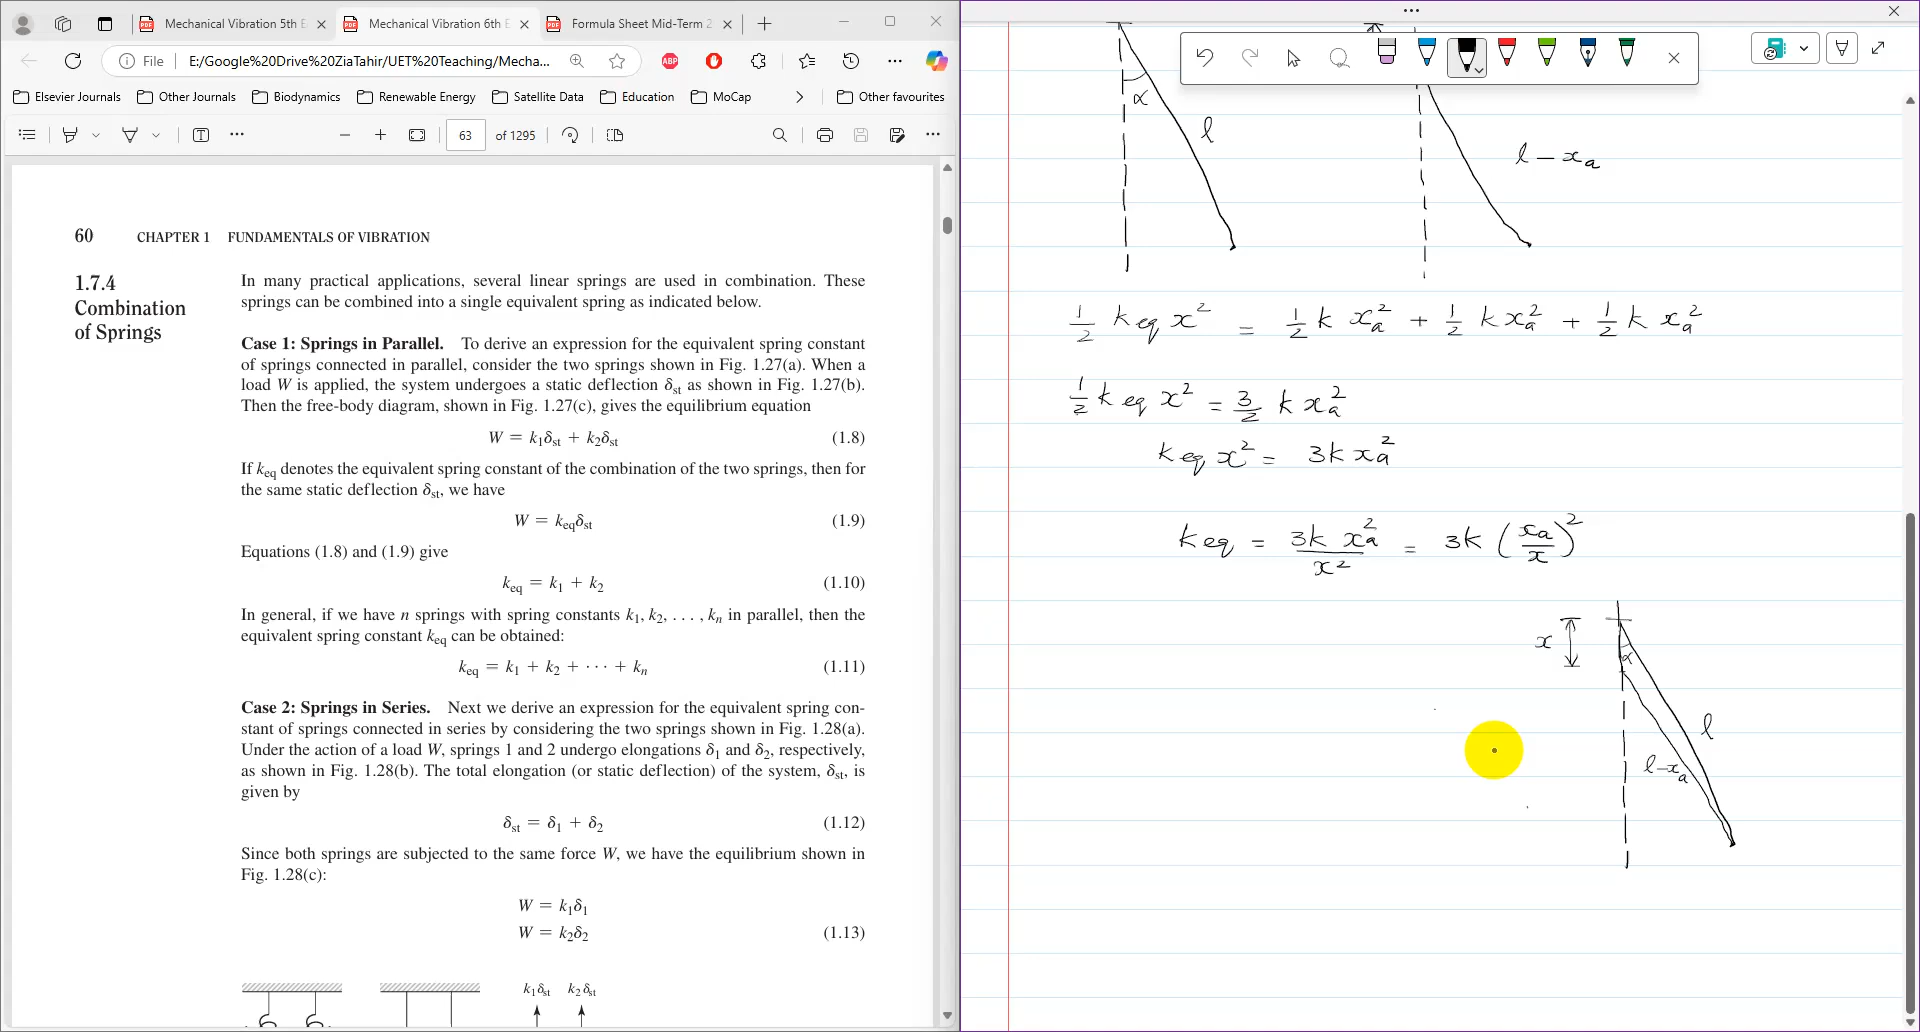 Mechanical Vibration 5th E
Mechanical Vibration 6th E
Formula Sheet Mid-Term 2
File
E:/Google%20Drive%20ZiaTahir/UET%20Teaching/Mecha...
ABP
Elsevier Journals
Other Journals
Biodynamics
Renewable Energy
Satellite Data
Education
MoCap
Other favourites
63 of 1295
60 CHAPTER 1 FUNDAMENTALS OF VIBRATION
1.7.4
Combination
of Springs
In many practical applications, several linear springs are used in combination. These
springs can be combined into a single equivalent spring as indicated below.
Case 1: Springs in Parallel. To derive an expression for the equivalent spring constant
of springs connected in parallel, consider the two springs shown in Fig. 1.27(a). When a
load W is applied, the system undergoes a static deflection δst as shown in Fig. 1.27(b).
Then the free-body diagram, shown in Fig. 1.27(c), gives the equilibrium equation
W = k1δst + k2δst (1.8)
If keq denotes the equivalent spring constant of the combination of the two springs, then for
the same static deflection δst, we have
W = keqδst (1.9)
Equations (1.8) and (1.9) give
keq = k1 + k2 (1.10)
In general, if we have n springs with spring constants k1, k2, . . . , kn in parallel, then the
equivalent spring constant keq can be obtained:
keq = k1 + k2 + · · · + kn (1.11)
Case 2: Springs in Series. Next we derive an expression for the equivalent spring con-
stant of springs connected in series by considering the two springs shown in Fig. 1.28(a).
Under the action of a load W, springs 1 and 2 undergo elongations δ1 and δ2, respectively,
as shown in Fig. 1.28(b). The total elongation (or static deflection) of the system, δst, is
given by
δst = δ1 + δ2 (1.12)
Since both springs are subjected to the same force W, we have the equilibrium shown in
Fig. 1.28(c):
W = k1δ1
W = k2δ2 (1.13)
k1δst k2δst
α
l
l − xa
1/2 keq x² = 1/2 k xa² + 1/2 k xa² + 1/2 k xa²
1/2 keq x² = 3/2 k xa²
keq x² = 3k xa²
keq = 3k xa²/x² = 3k (xa/x)²
x
α
l
l−xa